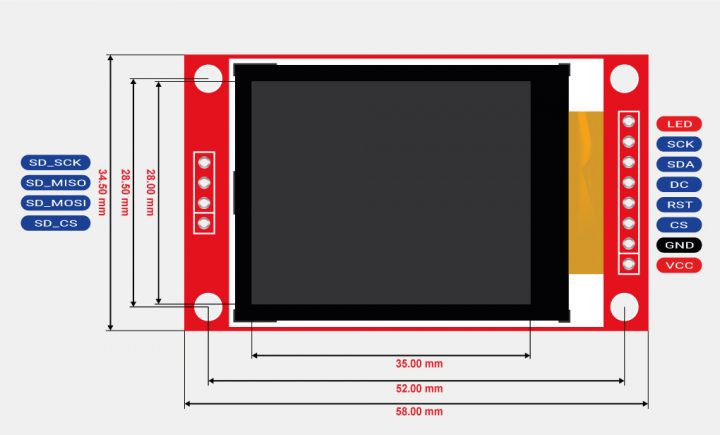 SD_SCK
SD_MISO
SD_MOSI
SD_CS
34.50 mm
28.50 mm
28.00 mm
LED
SCK
SDA
DC
RST
CS
GND
VCC
35.00 mm
52.00 mm
58.00 mm